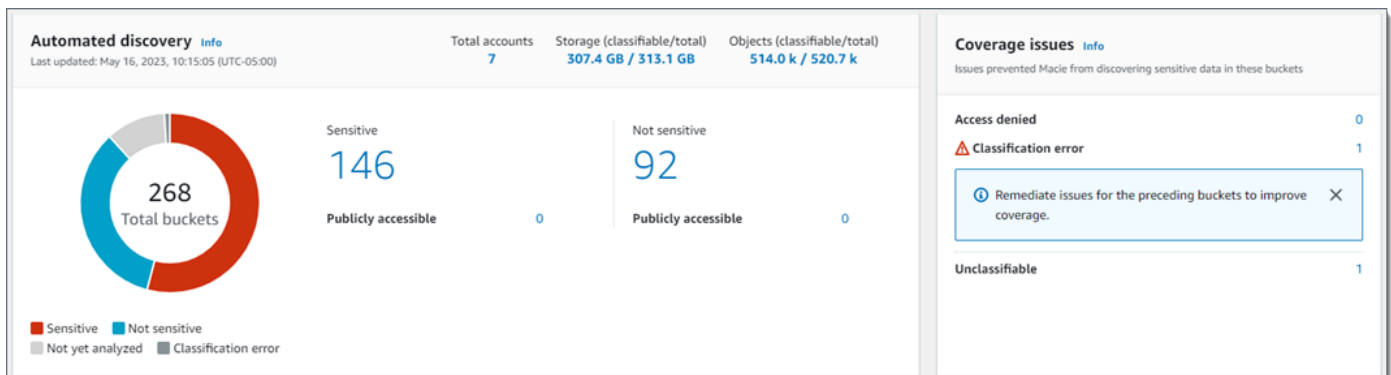 Automated discovery Info
Last updated: May 16, 2023, 10:15:05 (UTC-05:00)
Total accounts
7
Storage (classifiable/total)
307.4 GB / 313.1 GB
Objects (classifiable/total)
514.0 k / 520.7 k
268
Total buckets
Sensitive
146
Publicly accessible 0
Not sensitive
92
Publicly accessible 0
Sensitive Not sensitive
Not yet analyzed Classification error
Coverage issues Info
Issues prevented Macie from discovering sensitive data in these buckets
Access denied 0
Classification error 1
Remediate issues for the preceding buckets to improve
coverage.
Unclassifiable 1